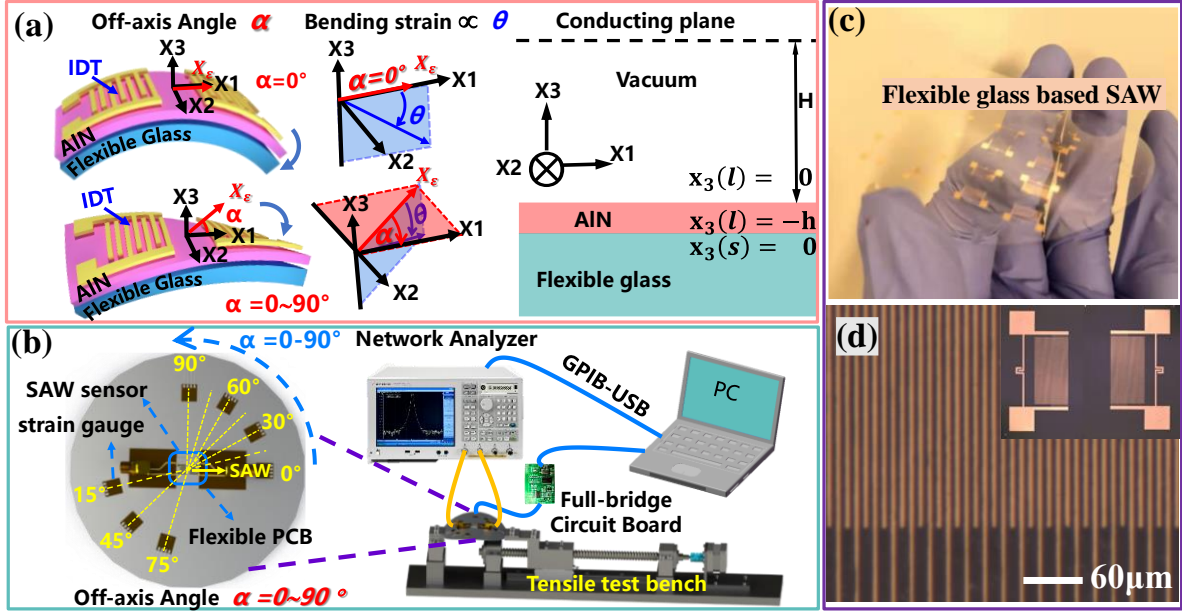 (a)
Off-axis Angle α
Bending strain ∝ θ
Conducting plane
X3
Xε
X1
α=0°
IDT
X2
AlN
Flexible Glass
X3
α=0°
X1
θ
X2
Vacuum
H
X3
X2
X1
x3(l) = 0
AlN
x3(l) = −h
x3(s) = 0
Flexible glass
X3
Xε
α
X1
IDT
X2
AlN
Flexible Glass
α=0~90°
X3
Xε
θ
X1
α
X2
(b)
α=0-90°
90°
60°
30°
0°
SAW sensor
strain gauge
SAW
15°
45°
75°
Flexible PCB
Off-axis Angle α=0~90°
Network Analyzer
GPIB-USB
PC
Full-bridge
Circuit Board
Tensile test bench
(c)
Flexible glass based SAW
(d)
60μm